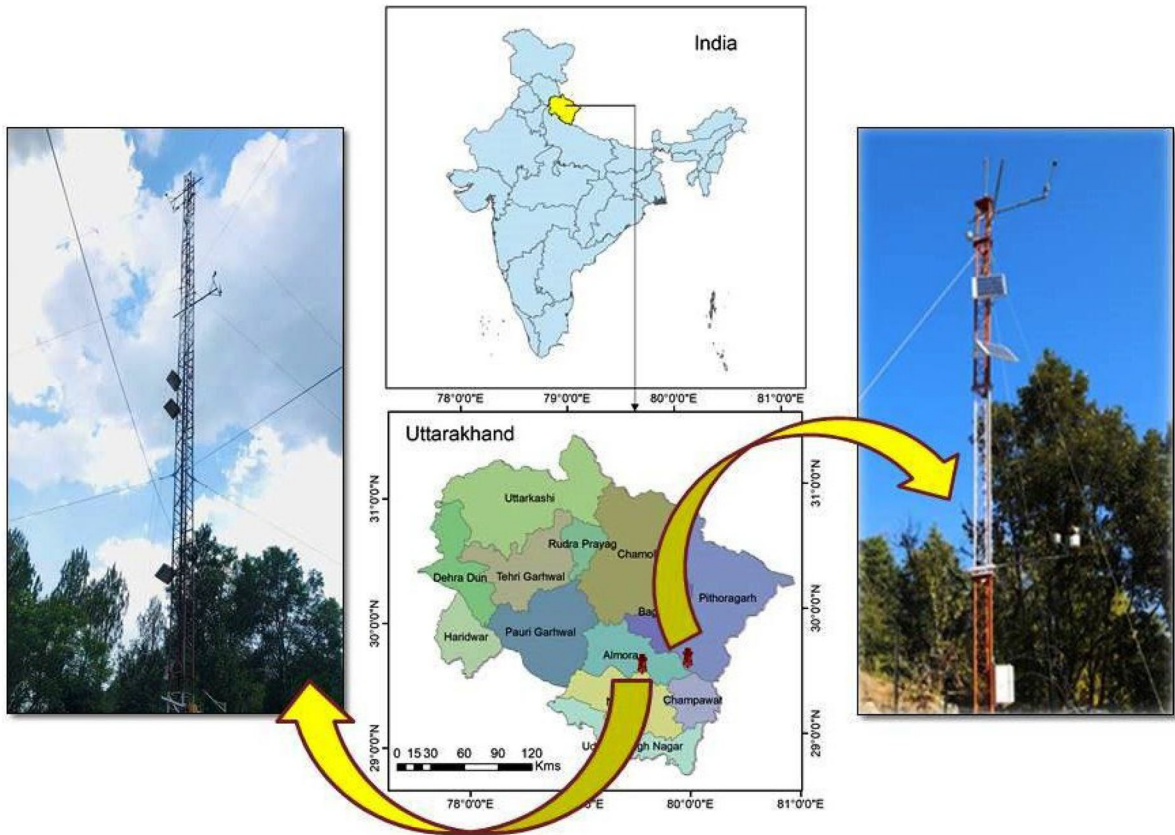 India
78°0'0"E 79°0'0"E 80°0'0"E 81°0'0"E
Uttarakhand
31°0'0"N
31°0'0"N
Uttarkashi
Rudra Prayag
Dehra Dun
Tehri Garhwal
Pithoragarh
30°0'0"N
30°0'0"N
Haridwar
Pauri Garhwal
Almora
Champawat
29°0'0"N
29°0'0"N
Nagar
0 15 30 60 90 120
Kms
78°0'0"E 80°0'0"E 81°0'0"E